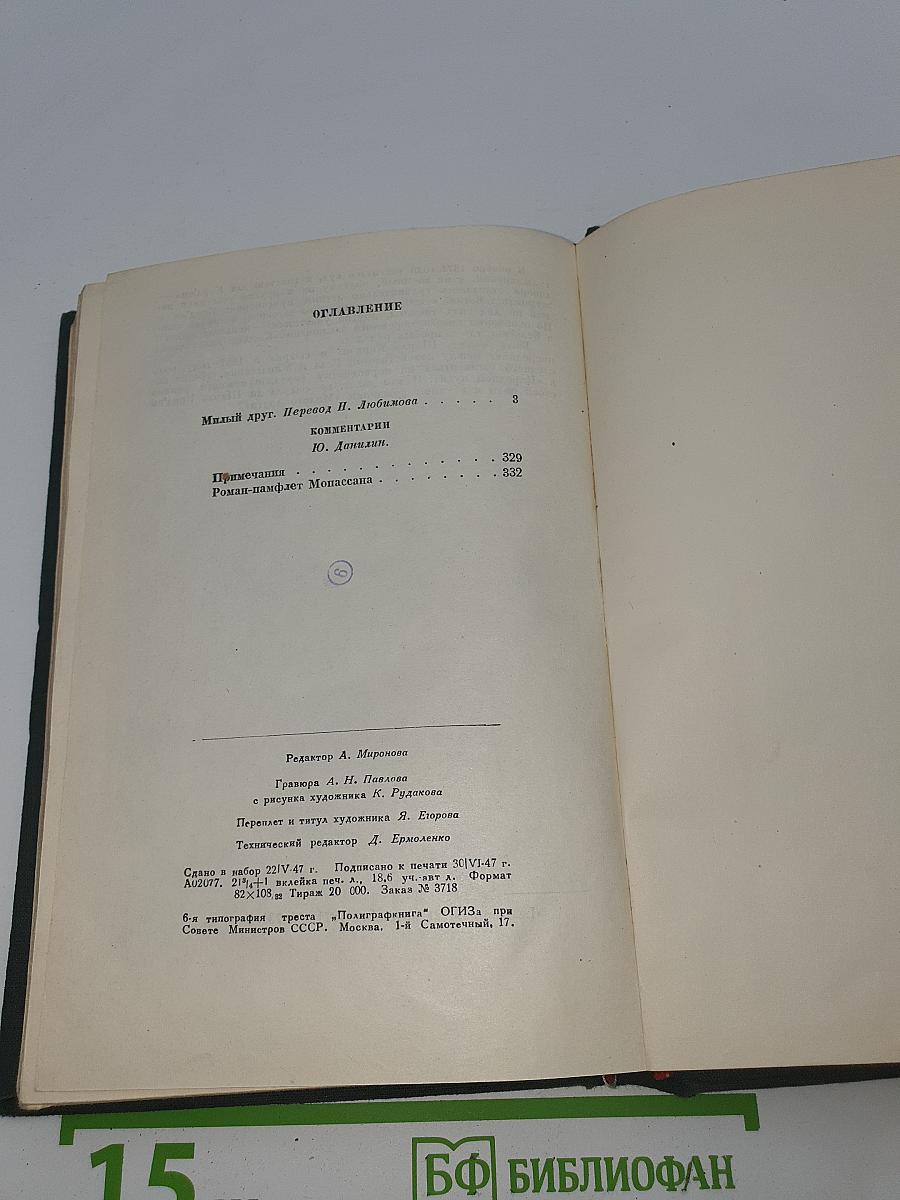 ОГЛАВЛЕНИЕ
Милый друг. Перевод Н. Любимова . . . . . 3
КОММЕНТАРИИ
Ю. Данилин.
Примечания . . . . . . . . . . . . . 329
Роман-памфлет Мопассана . . . . . . . . 332
6
Редактор А. Миронова
Гравюра А. Н. Павлова
с рисунка художника К. Рудакова
Переплет и титул художника Я. Егорова
Технический редактор Д. Ермоленко
Сдано в набор 22|V-47 г. Подписано к печати 30|VI-47 г.
А02077. 21³/₄+1 вклейка печ. л., 18,6 уч.-авт л. Формат
82×108/₃₂ Тираж 20 000. Заказ № 3718
6-я типография треста „Полиграфкнига“ ОГИЗа при
Совете Министров СССР. Москва, 1-й Самотечный, 17.
15
БФ БИБЛИОФАН